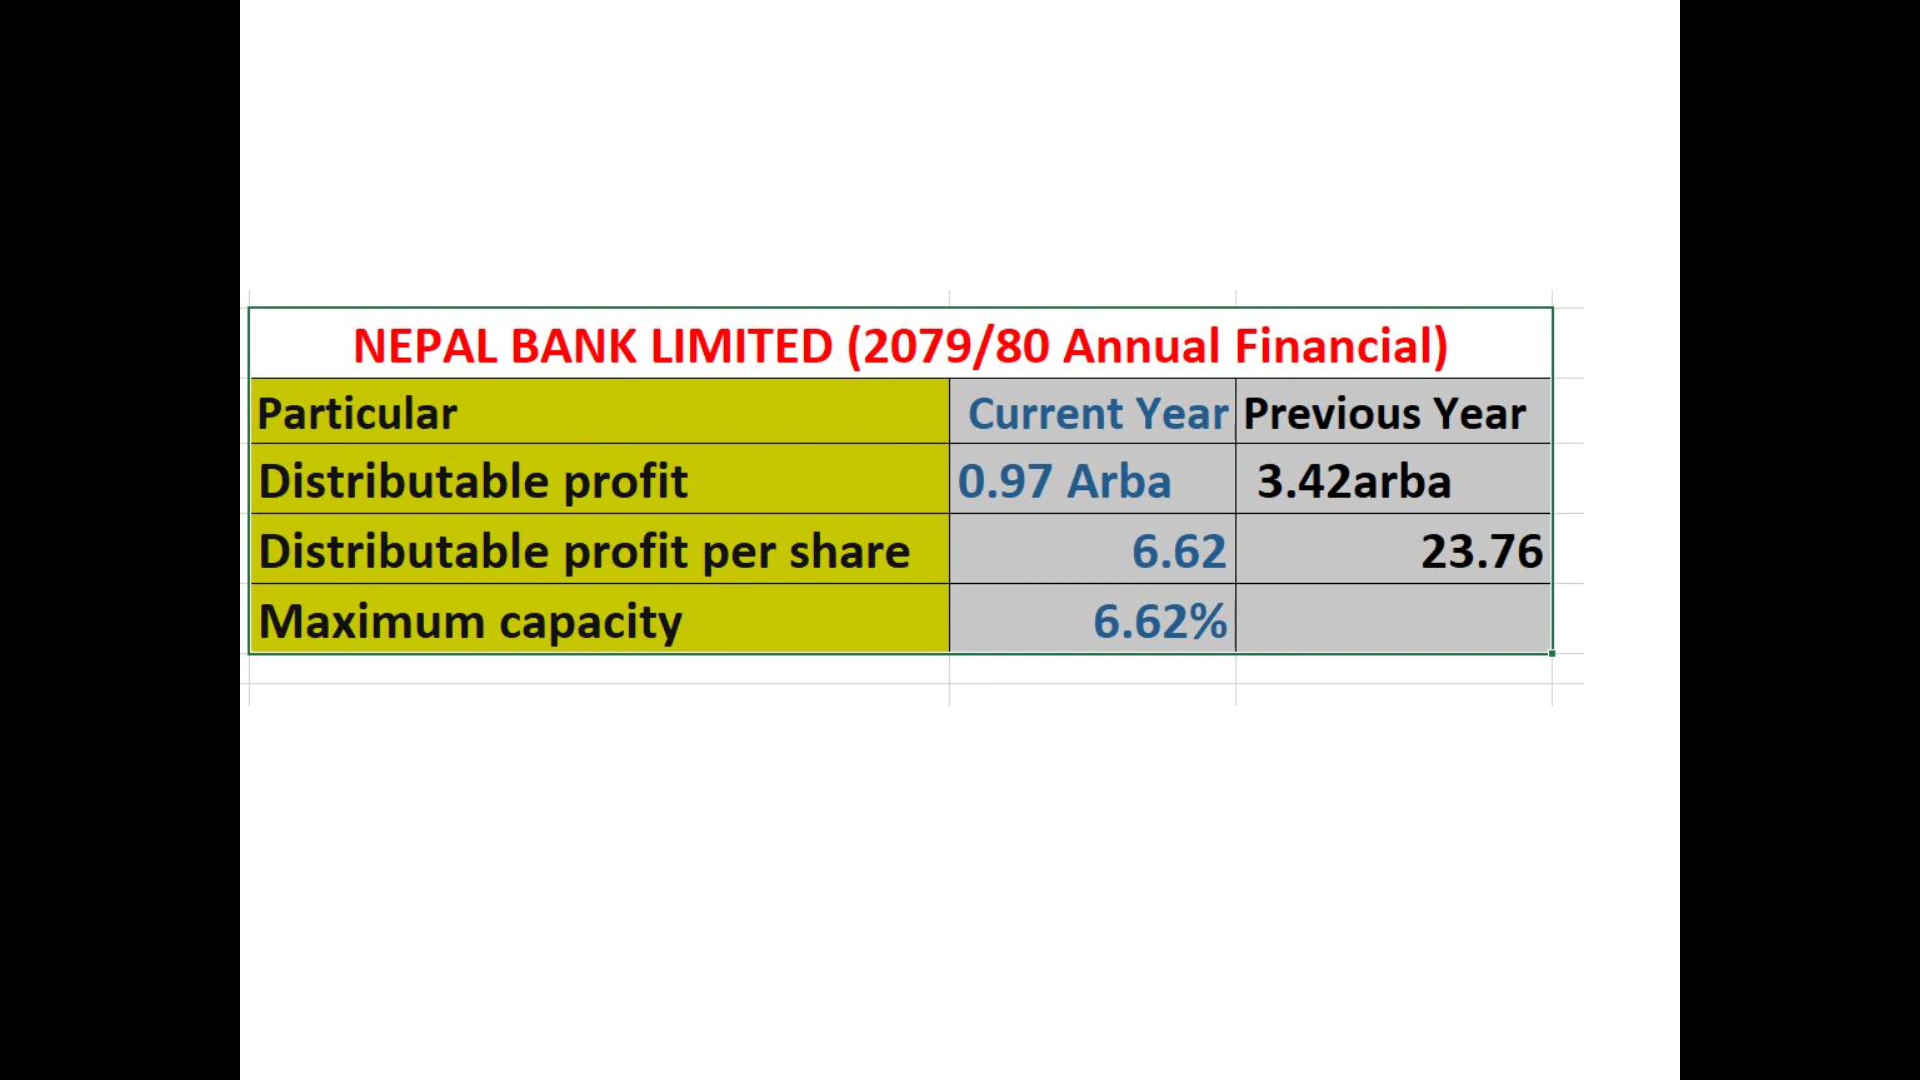 NEPAL BANK LIMITED (2079/80 Annual Financial)
Particular Current Year Previous Year
Distributable profit 0.97 Arba 3.42arba
Distributable profit per share 6.62 23.76
Maximum capacity 6.62%